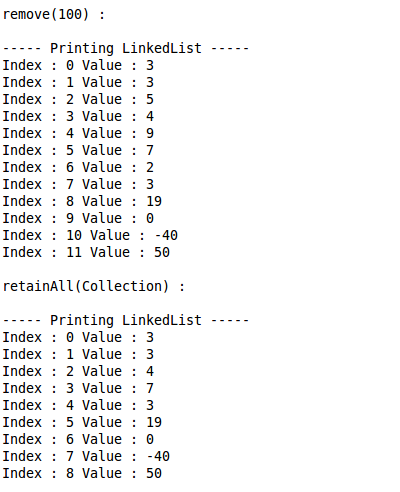 remove(100) :
----- Printing LinkedList -----
Index : 0 Value : 3
Index : 1 Value : 3
Index : 2 Value : 5
Index : 3 Value : 4
Index : 4 Value : 9
Index : 5 Value : 7
Index : 6 Value : 2
Index : 7 Value : 3
Index : 8 Value : 19
Index : 9 Value : 0
Index : 10 Value : -40
Index : 11 Value : 50
retainAll(Collection) :
----- Printing LinkedList -----
Index : 0 Value : 3
Index : 1 Value : 3
Index : 2 Value : 4
Index : 3 Value : 7
Index : 4 Value : 3
Index : 5 Value : 19
Index : 6 Value : 0
Index : 7 Value : -40
Index : 8 Value : 50